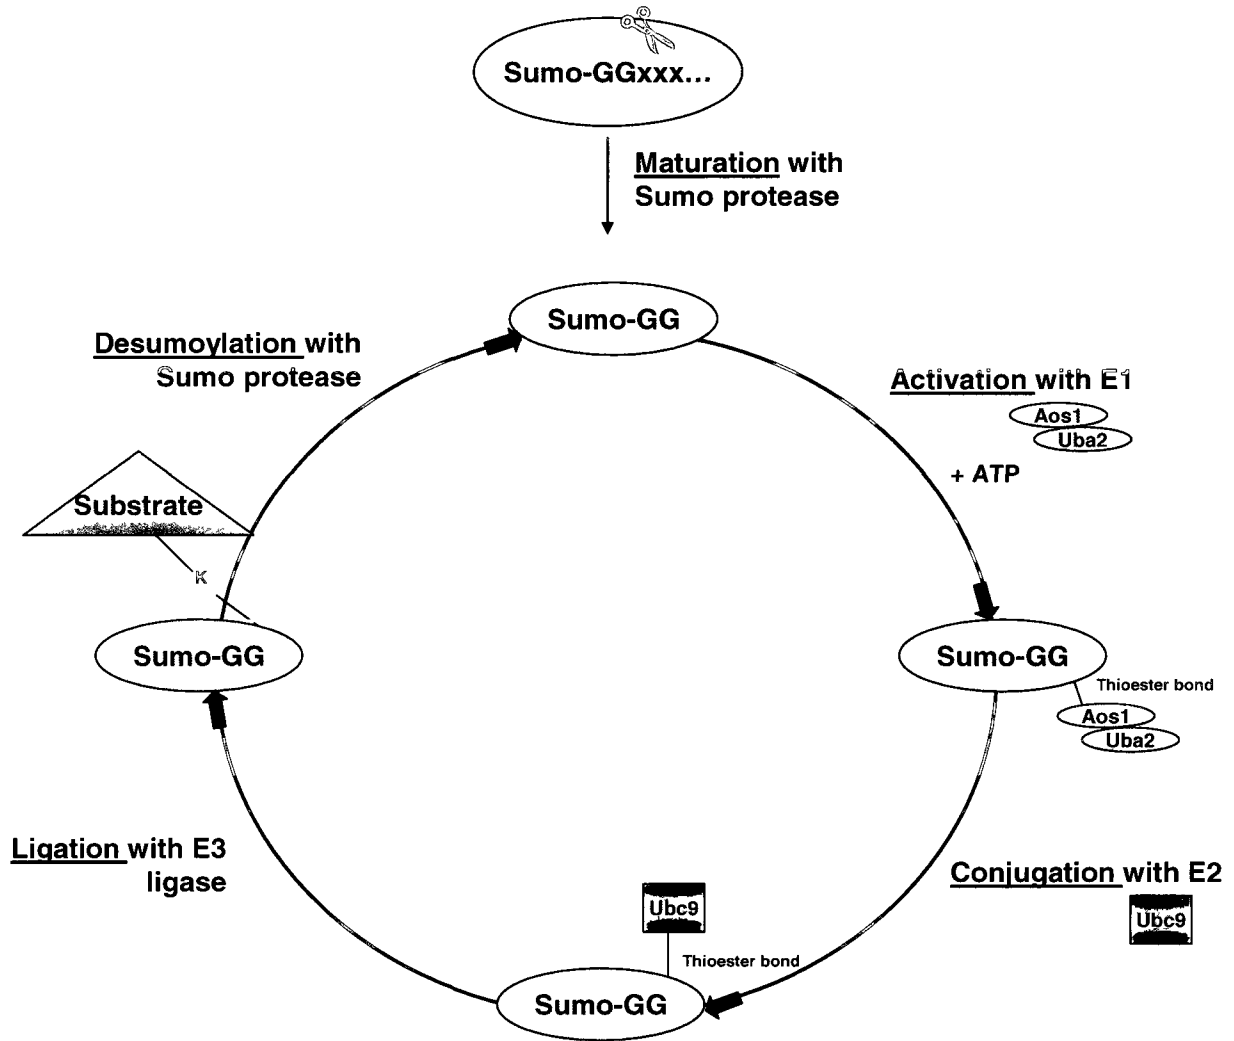 Sumo-GGxxx...
Maturation with
Sumo protease
Sumo-GG
Desumoylation with
Sumo protease
Activation with E1
Aos1
Uba2
+ ATP
Substrate
K
Sumo-GG
Sumo-GG
Thioester bond
Aos1
Uba2
Ligation with E3
ligase
Conjugation with E2
Ubc9
Ubc9
Thioester bond
Sumo-GG